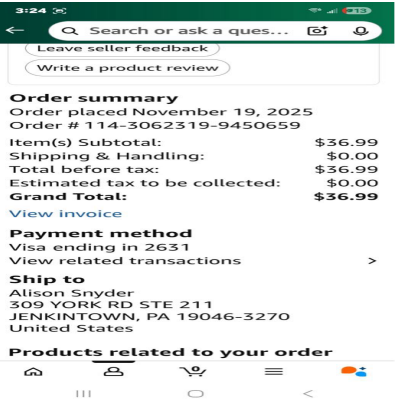 3:24
Search or ask a ques...
Leave seller feedback
Write a product review
Order summary
Order placed November 19, 2025
Order # 114-3062319-9450659
Item(s) Subtotal: $36.99
Shipping & Handling: $0.00
Total before tax: $36.99
Estimated tax to be collected: $0.00
Grand Total: $36.99
View invoice
Payment method
Visa ending in 2631
View related transactions >
Ship to
Alison Snyder
309 YORK RD STE 211
JENKINTOWN, PA 19046-3270
United States
Products related to your order